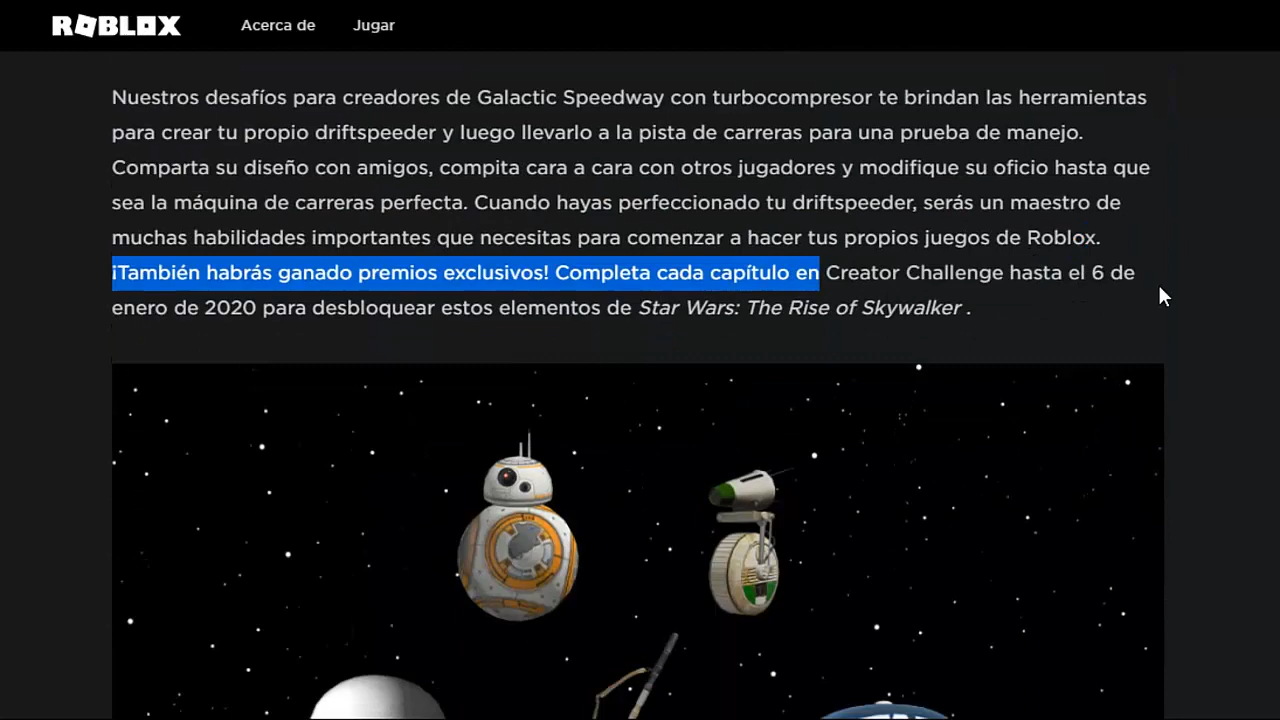 ROBLOX Acerca de Jugar
Nuestros desafíos para creadores de Galactic Speedway con turbocompresor te brindan las herramientas
para crear tu propio driftspeeder y luego llevarlo a la pista de carreras para una prueba de manejo.
Comparta su diseño con amigos, compita cara a cara con otros jugadores y modifique su oficio hasta que
sea la máquina de carreras perfecta. Cuando hayas perfeccionado tu driftspeeder, serás un maestro de
muchas habilidades importantes que necesitas para comenzar a hacer tus propios juegos de Roblox.
¡También habrás ganado premios exclusivos! Completa cada capítulo en Creator Challenge hasta el 6 de
enero de 2020 para desbloquear estos elementos de Star Wars: The Rise of Skywalker .